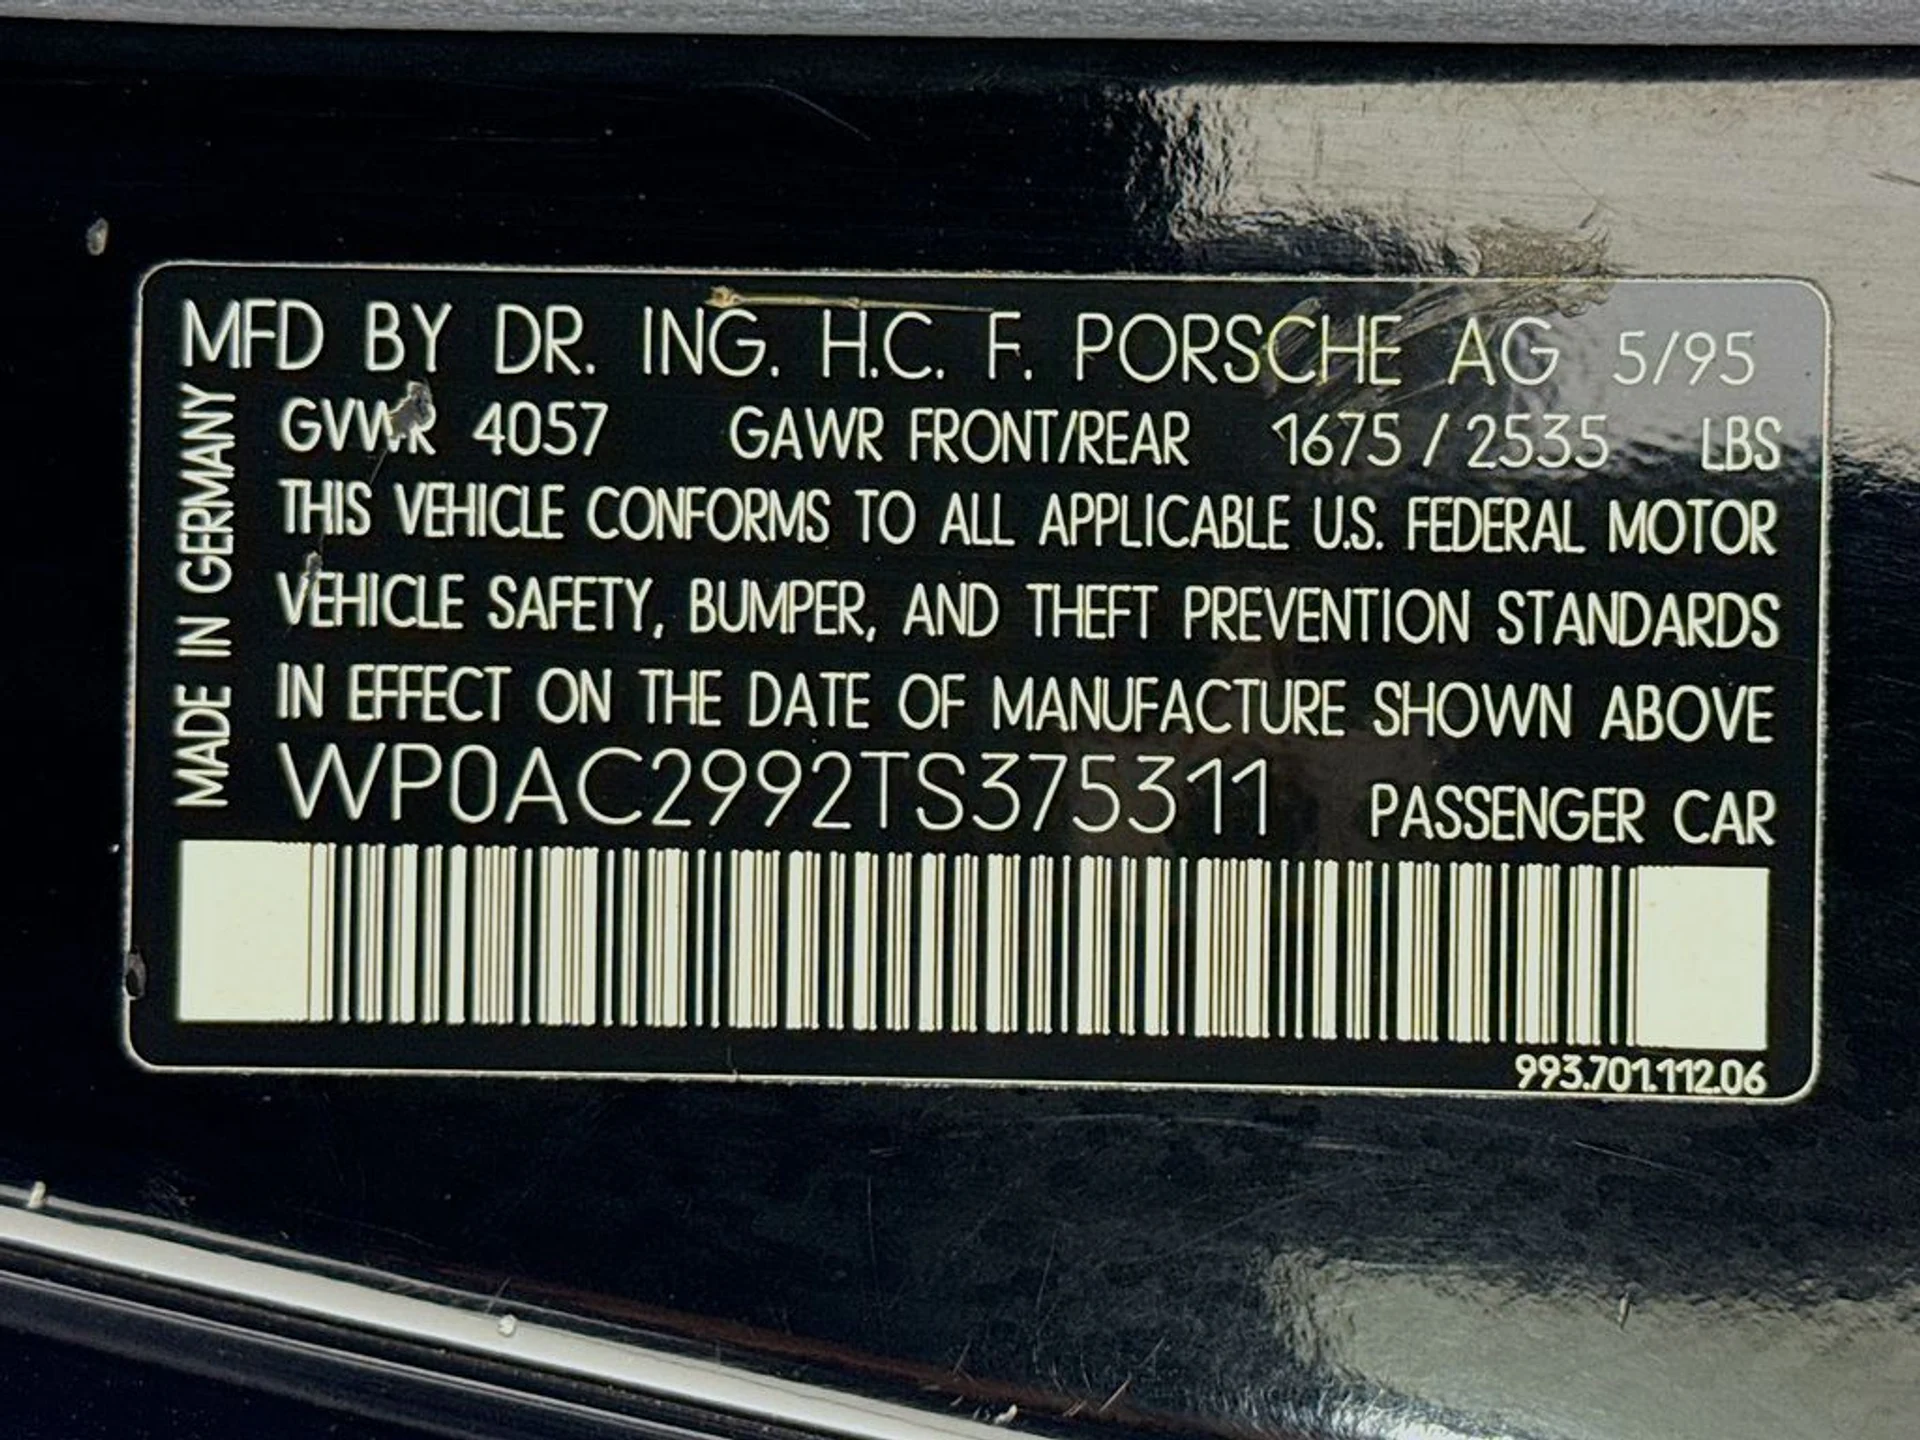 MFD BY DR. ING. H.C. F. PORSCHE AG 5/95
GVWR 4057 GAWR FRONT/REAR 1675 / 2535 LBS
THIS VEHICLE CONFORMS TO ALL APPLICABLE U.S. FEDERAL MOTOR
VEHICLE SAFETY, BUMPER, AND THEFT PREVENTION STANDARDS
IN EFFECT ON THE DATE OF MANUFACTURE SHOWN ABOVE
WP0AC2992TS375311 PASSENGER CAR
MADE IN GERMANY
993.701.112.06